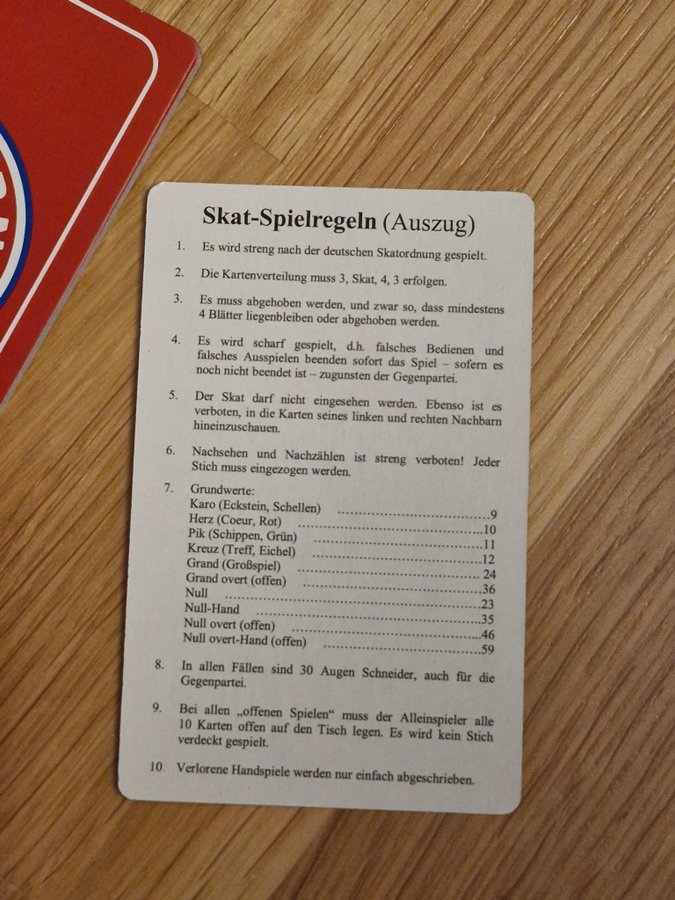 Skat-Spielregeln (Auszug)
1. Es wird streng nach der deutschen Skatordnung gespielt.
2. Die Kartenverteilung muss 3, Skat, 4, 3 erfolgen.
3. Es muss abgehoben werden, und zwar so, dass mindestens
4 Blätter liegenbleiben oder abgehoben werden.
4. Es wird scharf gespielt, d.h. falsches Bedienen und
falsches Ausspielen beenden sofort das Spiel – sofern es
noch nicht beendet ist – zugunsten der Gegenpartei.
5. Der Skat darf nicht eingesehen werden. Ebenso ist es
verboten, in die Karten seines linken und rechten Nachbarn
hineinzuschauen.
6. Nachsehen und Nachzählen ist streng verboten! Jeder
Stich muss eingezogen werden.
7. Grundwerte:
Karo (Eckstein, Schellen) ........................................9
Herz (Coeur, Rot) ................................................10
Pik (Schippen, Grün) ................................................11
Kreuz (Treff, Eichel) ............................................12
Grand (Großspiel) ............................................ 24
Grand overt (offen) ................................................36
Null ................................................................23
Null-Hand ........................................................35
Null overt (offen) ................................................46
Null overt-Hand (offen) ........................................59
8. In allen Fällen sind 30 Augen Schneider, auch für die
Gegenpartei.
9. Bei allen „offenen Spielen“ muss der Alleinspieler alle
10 Karten offen auf den Tisch legen. Es wird kein Stich
verdeckt gespielt.
10 Verlorene Handspiele werden nur einfach abgeschrieben.